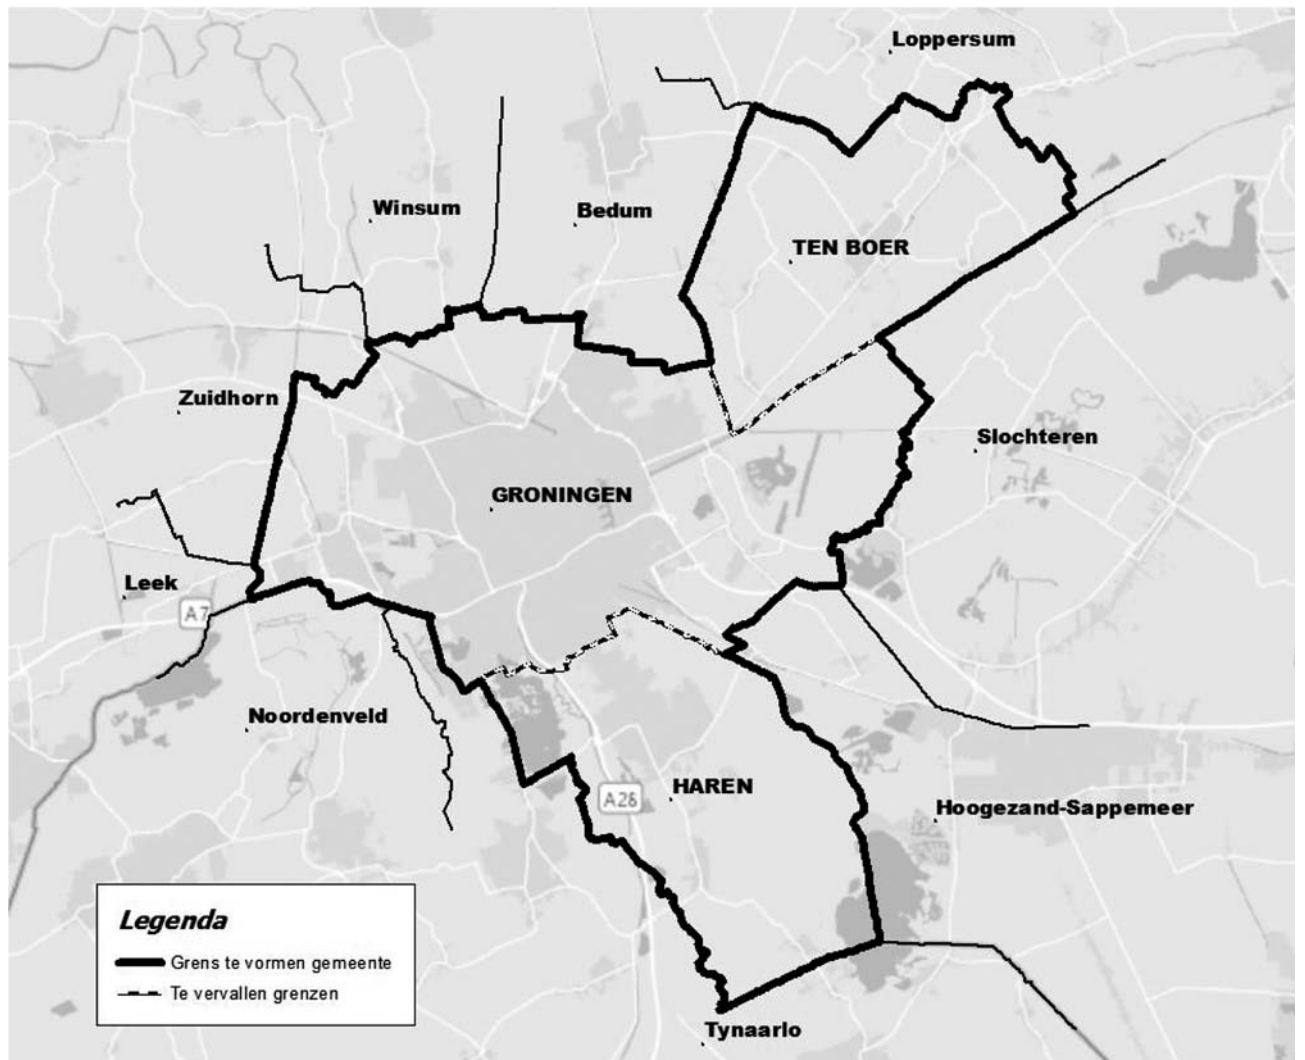 Loppersum
Winsum
Bedum
TEN BOER
Zuidhorn
Slochteren
GRONINGEN
Leek
A7
Noordenveld
HAREN
A28
Hoogezand-Sappemeer
Legenda
Grens te vormen gemeente
Te vervallen grenzen
Tynaarlo